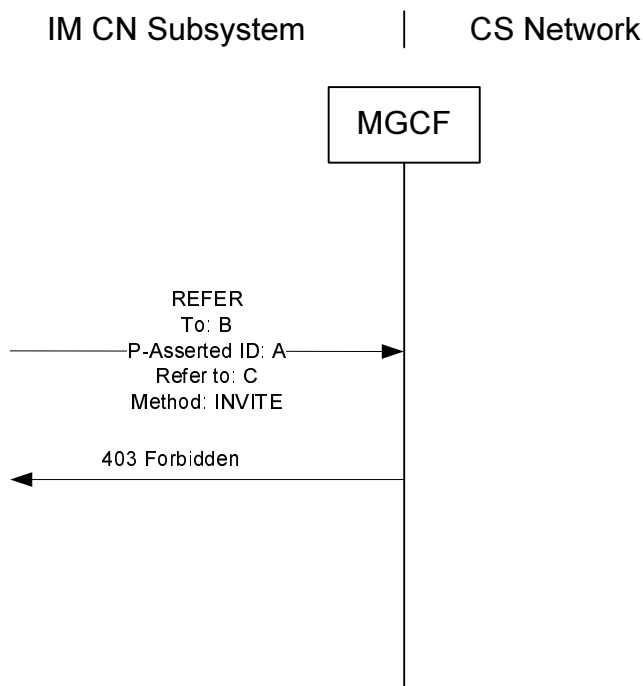 IM CN Subsystem | CS Network
MGCF
REFER
To: B
P-Asserted ID: A
Refer to: C
Method: INVITE
403 Forbidden